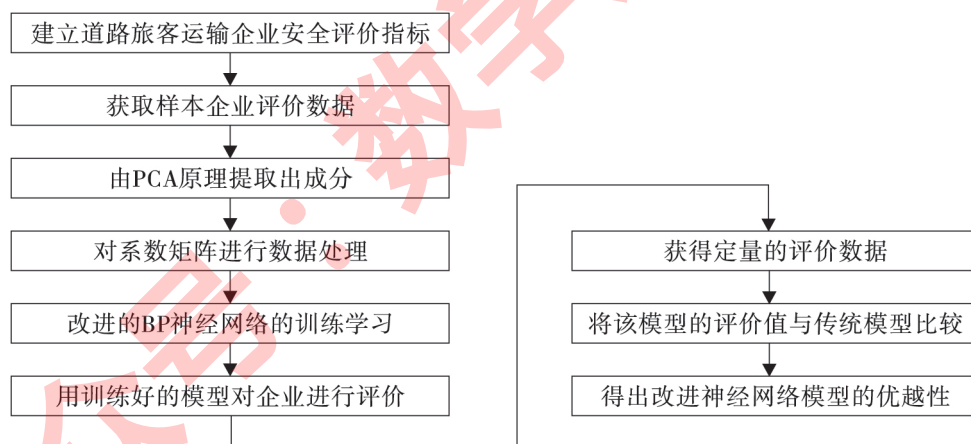 建立道路旅客运输企业安全评价指标
获取样本企业评价数据
由PCA原理提取出成分
对系数矩阵进行数据处理
改进的BP神经网络的训练学习
用训练好的模型对企业进行评价
获得定量的评价数据
将该模型的评价值与传统模型比较
得出改进神经网络模型的优越性
众号：数学